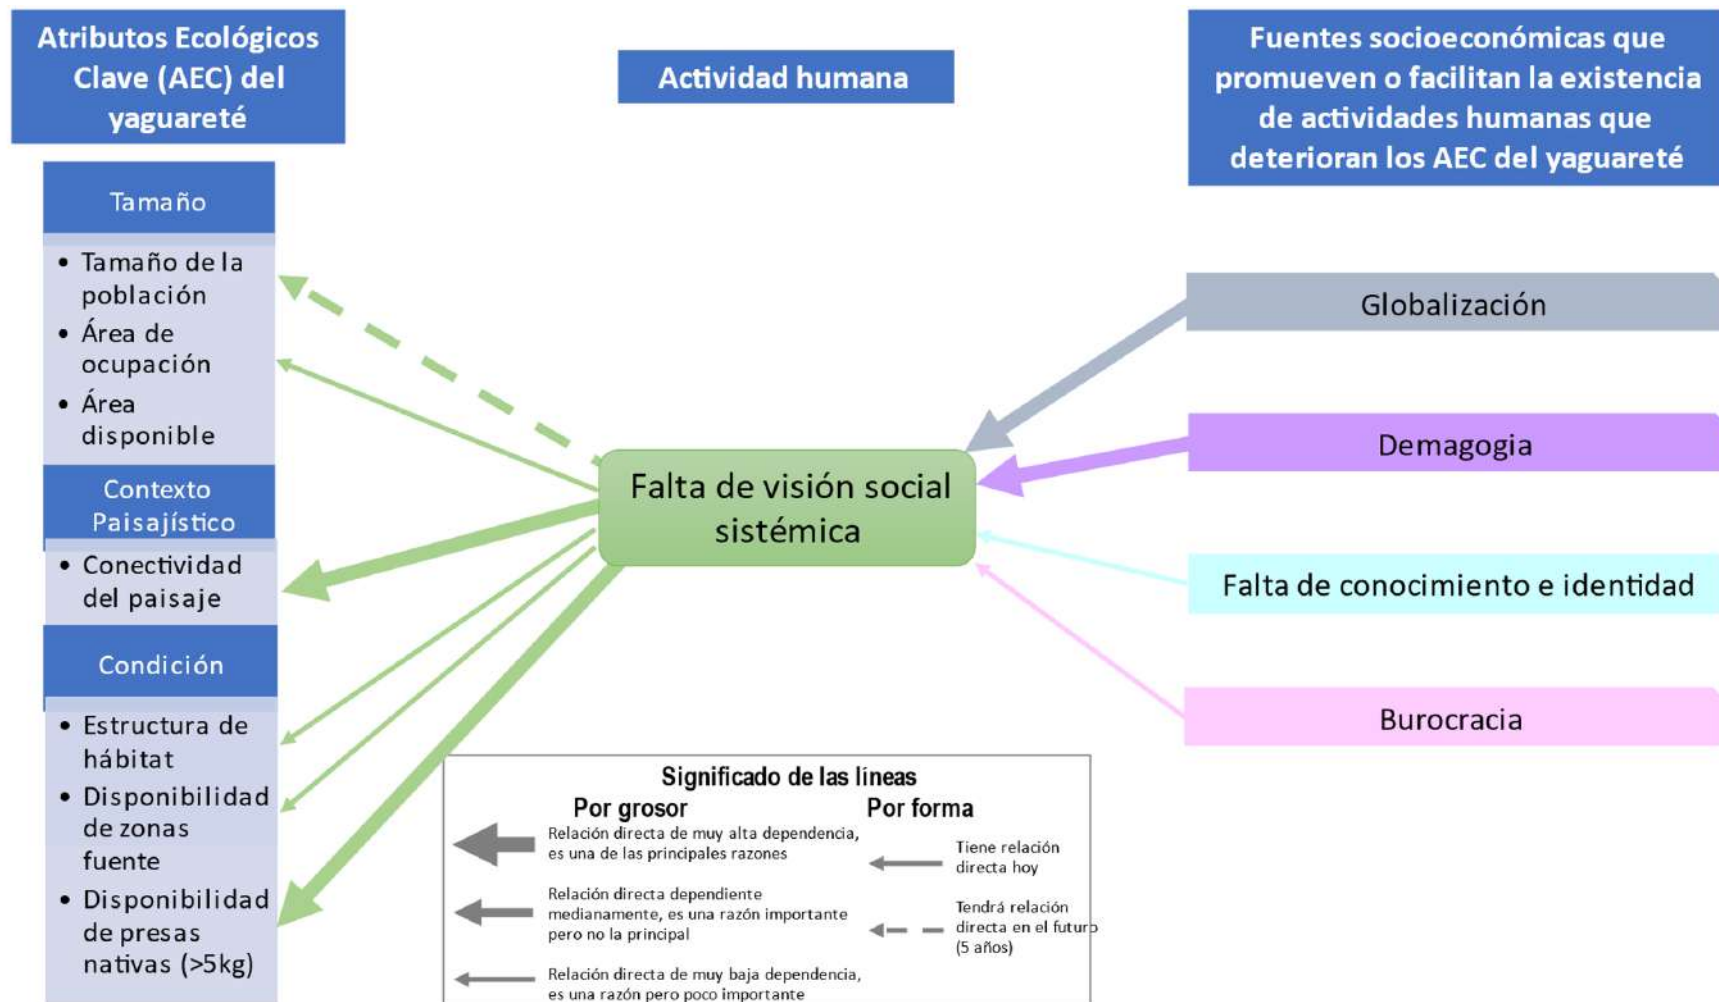 Atributos Ecológicos
Clave (AEC) del
yaguareté
Actividad humana
Fuentes socioeconómicas que
promueven o facilitan la existencia
de actividades humanas que
deterioran los AEC del yaguareté
Tamaño
• Tamaño de la
población
• Área de
ocupación
• Área
disponible
Contexto
Paisajístico
• Conectividad
del paisaje
Condición
• Estructura de
hábitat
• Disponibilidad
de zonas
fuente
• Disponibilidad
de presas
nativas (>5kg)
Falta de visión social
sistémica
Globalización
Demagogia
Falta de conocimiento e identidad
Burocracia
Significado de las líneas
Por grosor
Relación directa de muy alta dependencia,
es una de las principales razones
Relación directa dependiente
medianamente, es una razón importante
pero no la principal
Relación directa de muy baja dependencia,
es una razón pero poco importante
Por forma
Tiene relación
directa hoy
Tendrá relación
directa en el futuro
(5 años)